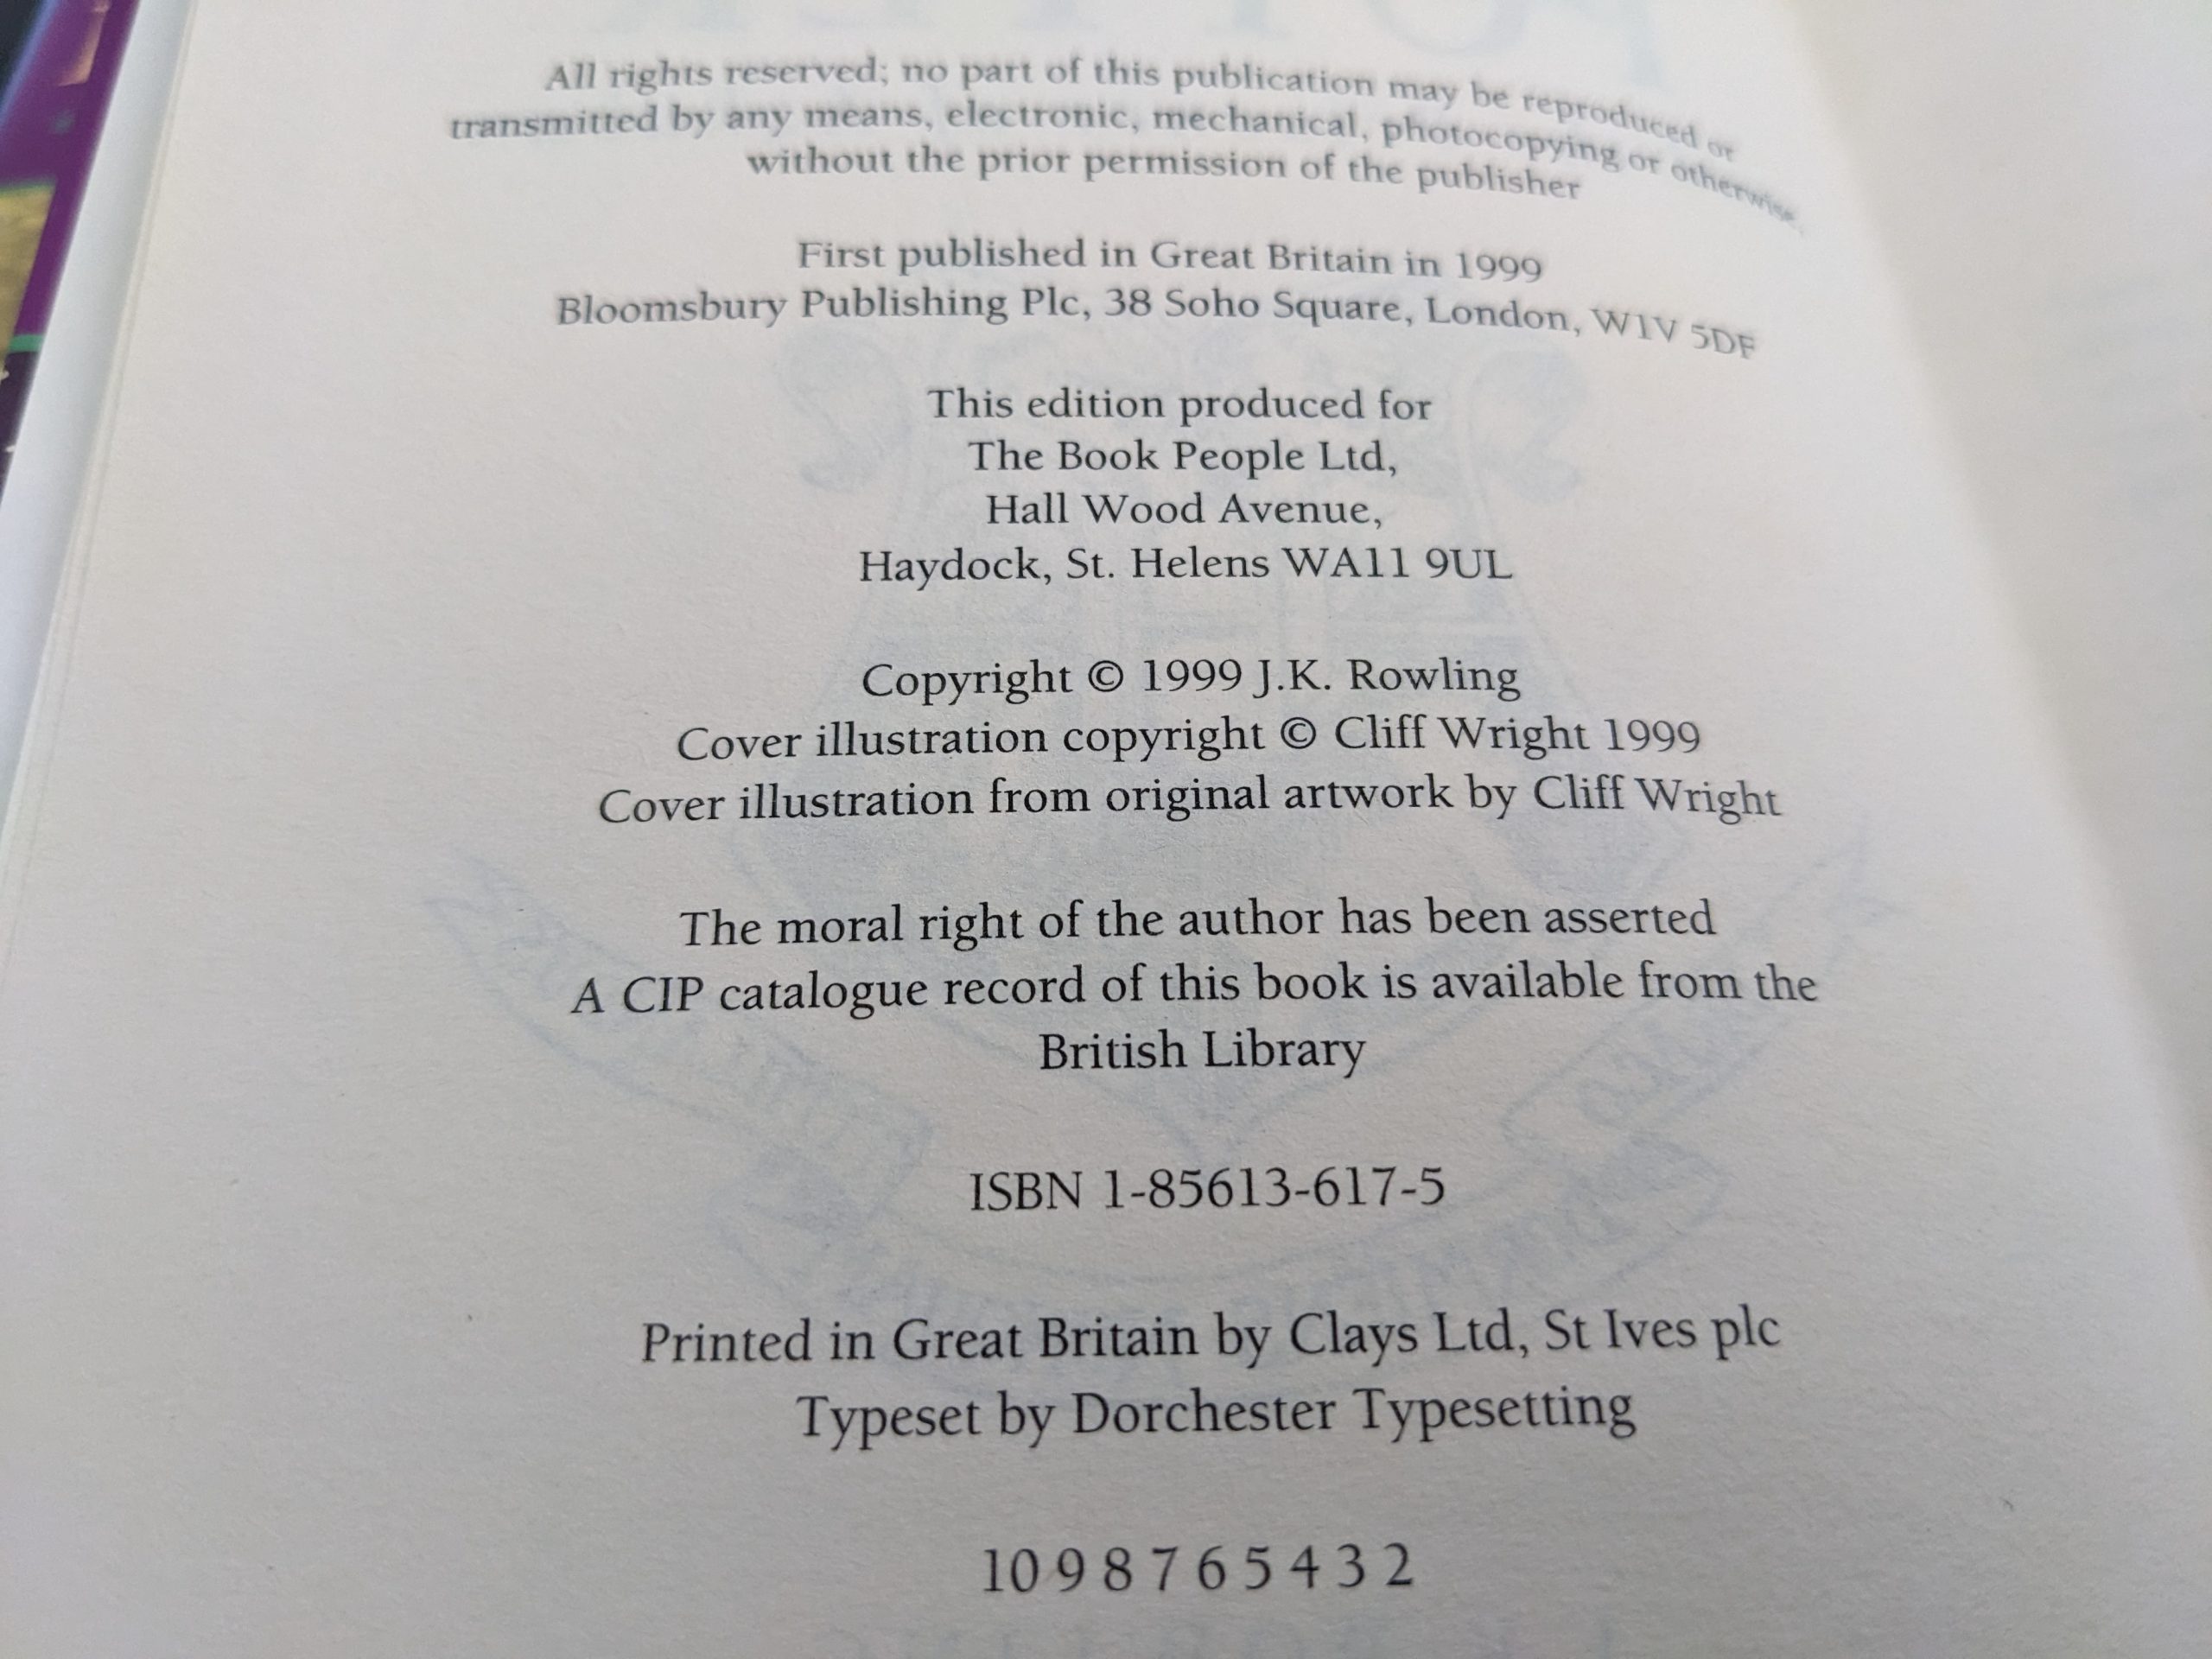 All rights reserved; no part of this publication may be reproduced or
transmitted by any means, electronic, mechanical, photocopying or otherwise,
without the prior permission of the publisher
First published in Great Britain in 1999
Bloomsbury Publishing Plc, 38 Soho Square, London, W1V 5DF
This edition produced for
The Book People Ltd,
Hall Wood Avenue,
Haydock, St. Helens WA11 9UL
Copyright © 1999 J.K. Rowling
Cover illustration copyright © Cliff Wright 1999
Cover illustration from original artwork by Cliff Wright
The moral right of the author has been asserted
A CIP catalogue record of this book is available from the
British Library
ISBN 1-85613-617-5
Printed in Great Britain by Clays Ltd, St Ives plc
Typeset by Dorchester Typesetting
10 9 8 7 6 5 4 3 2